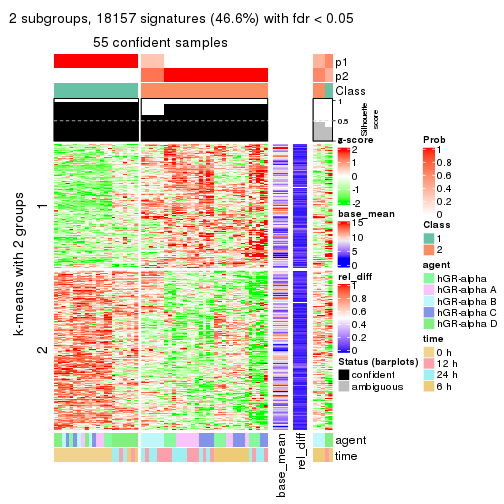 2 subgroups, 18157 signatures (46.6%) with fdr < 0.05
55 confident samples
p1
p2
Class
1
0.5
0
Silhouette
score
k-means with 2 groups
1
2
z-score
2
1
0
-1
-2
base_mean
15
10
5
0
rel_diff
1
0.8
0.6
0.4
0.2
0
Status (barplots)
confident
ambiguous
Prob
1
0.8
0.6
0.4
0.2
0
Class
1
2
agent
hGR-alpha
hGR-alpha A
hGR-alpha B
hGR-alpha C
hGR-alpha D
time
0 h
12 h
24 h
6 h
agent
time
base_mean
rel_diff